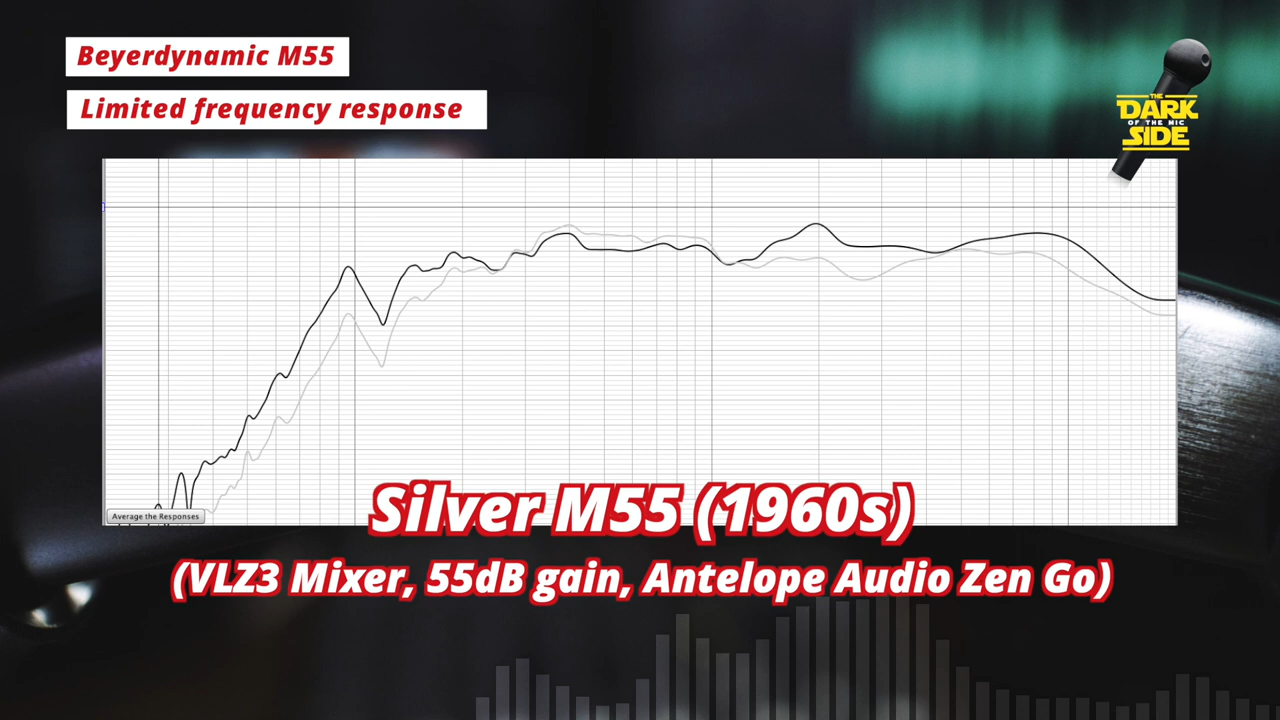 Beyerdynamic M55
Limited frequency response
THE
DARK
OF THE MIC
SIDE
Average the Responses
Silver M55 (1960s)
(VLZ3 Mixer, 55dB gain, Antelope Audio Zen Go)